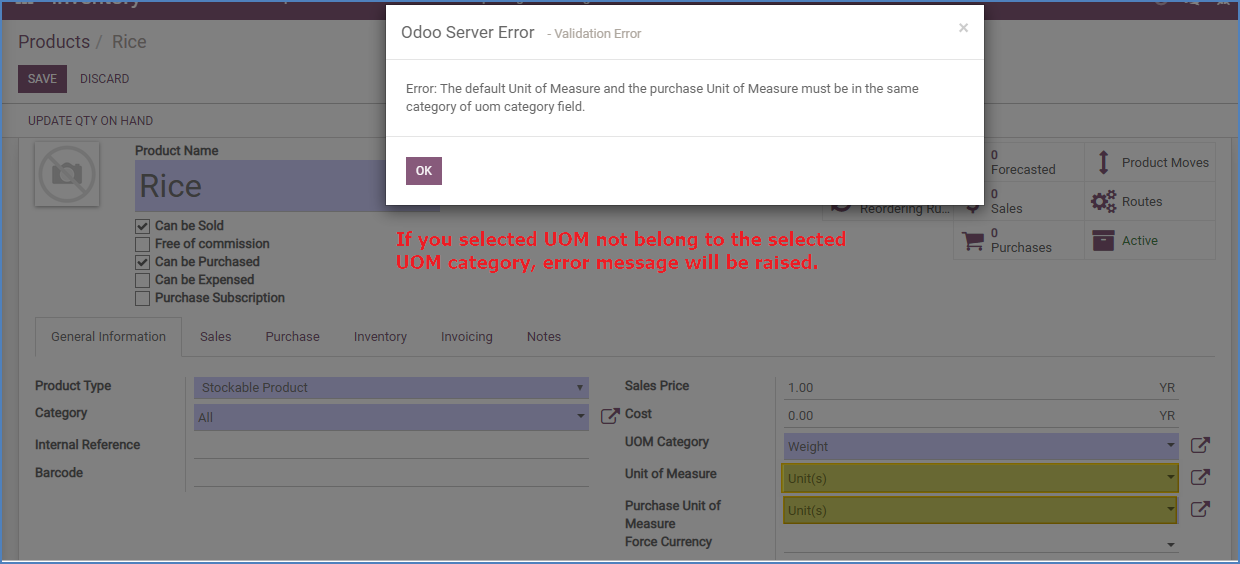 Odoo Server Error - Validation Error ×
Products / Rice
SAVE DISCARD
Error: The default Unit of Measure and the purchase Unit of Measure must be in the same
category of uom category field.
UPDATE QTY ON HAND
OK
Product Name
Rice
0
Forecasted
Product Moves
Reordering Ru...
0
Sales
Routes
0
Purchases
Active
Can be Sold
Free of commission
Can be Purchased
Can be Expensed
Purchase Subscription
If you selected UOM not belong to the selected
UOM category, error message will be raised.
General Information Sales Purchase Inventory Invoicing Notes
Product Type Stockable Product
Category All
Internal Reference
Barcode
Sales Price 1.00 YR
Cost 0.00 YR
UOM Category Weight
Unit of Measure Unit(s)
Purchase Unit of
Measure
Unit(s)
Force Currency